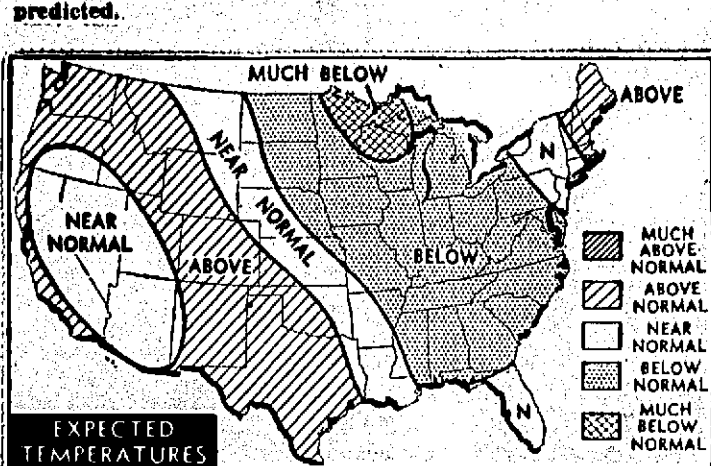 predicted.
MUCH BELOW
ABOVE
NEAR
NORMAL
N
NEAR
NORMAL
ABOVE
BELOW
N
MUCH
ABOVE
NORMAL
ABOVE
NORMAL
NEAR
NORMAL
BELOW
NORMAL
MUCH
BELOW
NORMAL
EXPECTED
TEMPERATURES